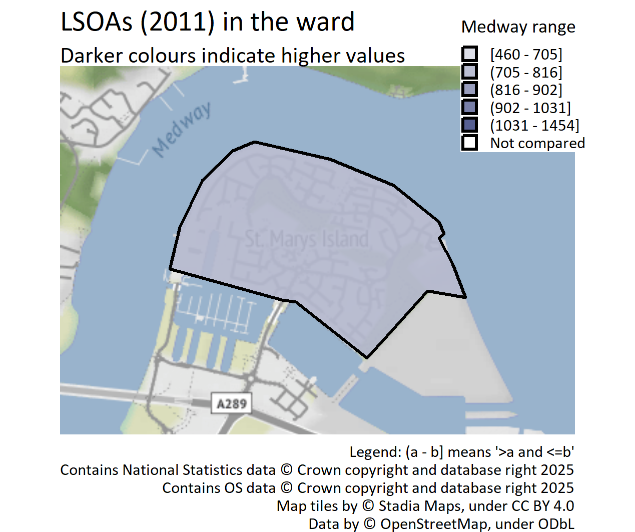 LSOAs (2011) in the ward
Darker colours indicate higher values
Medway range
[460 - 705]
(705 - 816]
(816 - 902]
(902 - 1031]
(1031 - 1454]
Not compared
Medway
St. Marys Island
A289
Legend: (a - b] means '>a and <=b'
Contains National Statistics data © Crown copyright and database right 2025
Contains OS data © Crown copyright and database right 2025
Map tiles by © Stadia Maps, under CC BY 4.0
Data by © OpenStreetMap, under ODbL